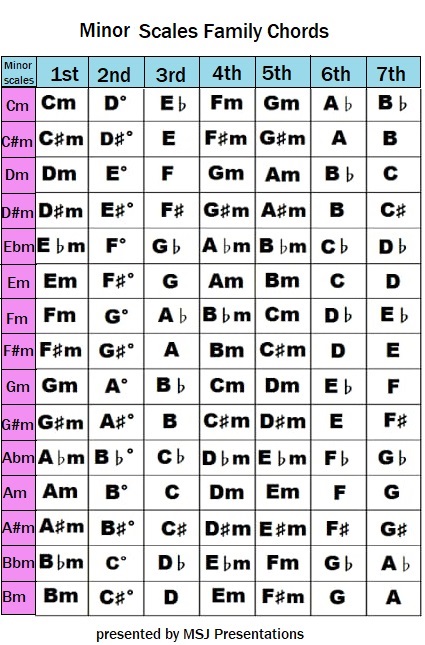 Minor Scales Family Chords
Minor scales 1st 2nd 3rd 4th 5th 6th 7th
Cm Cm D° E♭ Fm Gm A♭ B♭
C#m C♯m D♯° E F♯m G♯m A B
Dm Dm E° F Gm Am B♭ C
D#m D♯m E♯° F♯ G♯m A♯m B C♯
Ebm E♭m F° G♭ A♭m B♭m C♭ D♭
Em Em F♯° G Am Bm C D
Fm Fm G° A♭ B♭m Cm D♭ E♭
F#m F♯m G♯° A Bm C♯m D E
Gm Gm A° B♭ Cm Dm E♭ F
G#m G♯m A♯° B C♯m D♯m E F♯
Abm A♭m B♭° C♭ D♭m E♭m F♭ G♭
Am Am B° C Dm Em F G
A#m A♯m B♯° C♯ D♯m E♯m F♯ G♯
Bbm B♭m C° D♭ E♭m Fm G♭ A♭
Bm Bm C♯° D Em F♯m G A
presented by MSJ Presentations